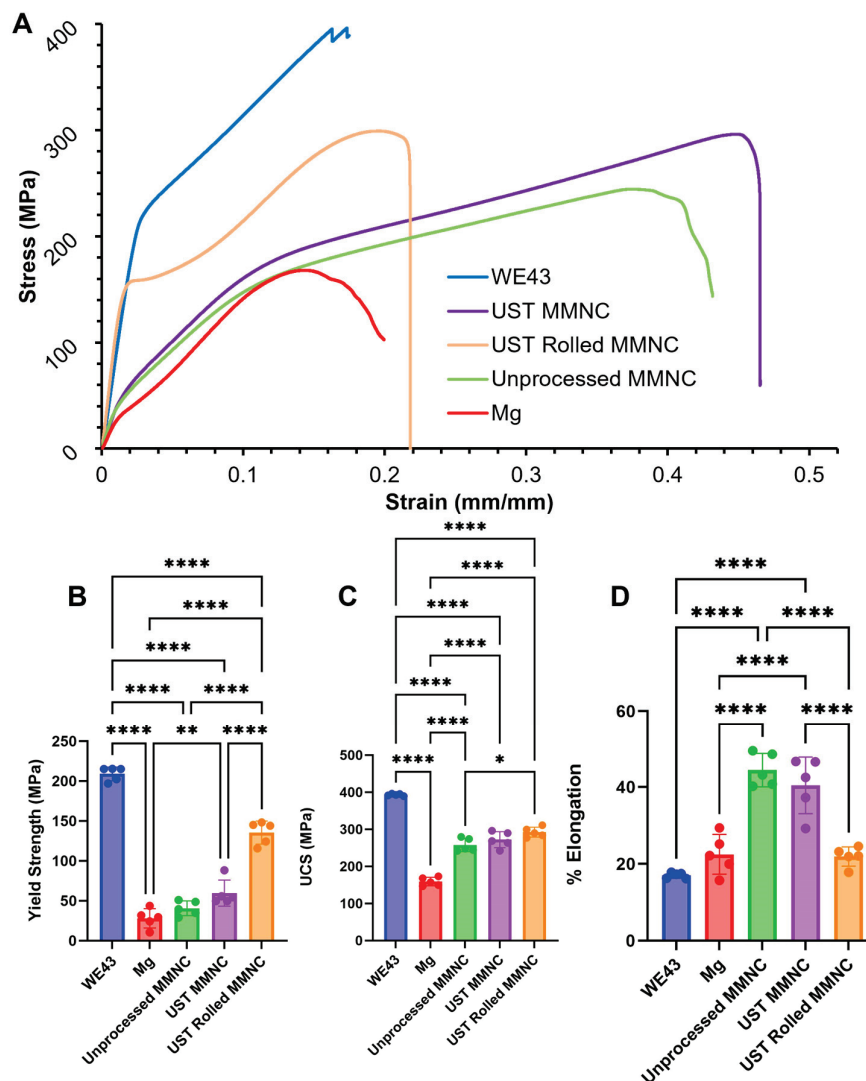 A
Stress (MPa)
400
300
200
100
0
0
0.1
0.2
0.3
0.4
0.5
Strain (mm/mm)
WE43
UST MMNC
UST Rolled MMNC
Unprocessed MMNC
Mg
B
****
****
****
**** ****
**** ** ****
Yield Strength (MPa)
250
200
150
100
50
0
WE43
Mg
Unprocessed MMNC
UST MMNC
UST Rolled MMNC
C
****
****
****
****
****
****
**** *
UCS (MPa)
500
400
300
200
100
0
WE43
Mg
Unprocessed MMNC
UST MMNC
UST Rolled MMNC
D
****
**** ****
****
**** ****
% Elongation
60
40
20
0
WE43
Mg
Unprocessed MMNC
UST MMNC
UST Rolled MMNC